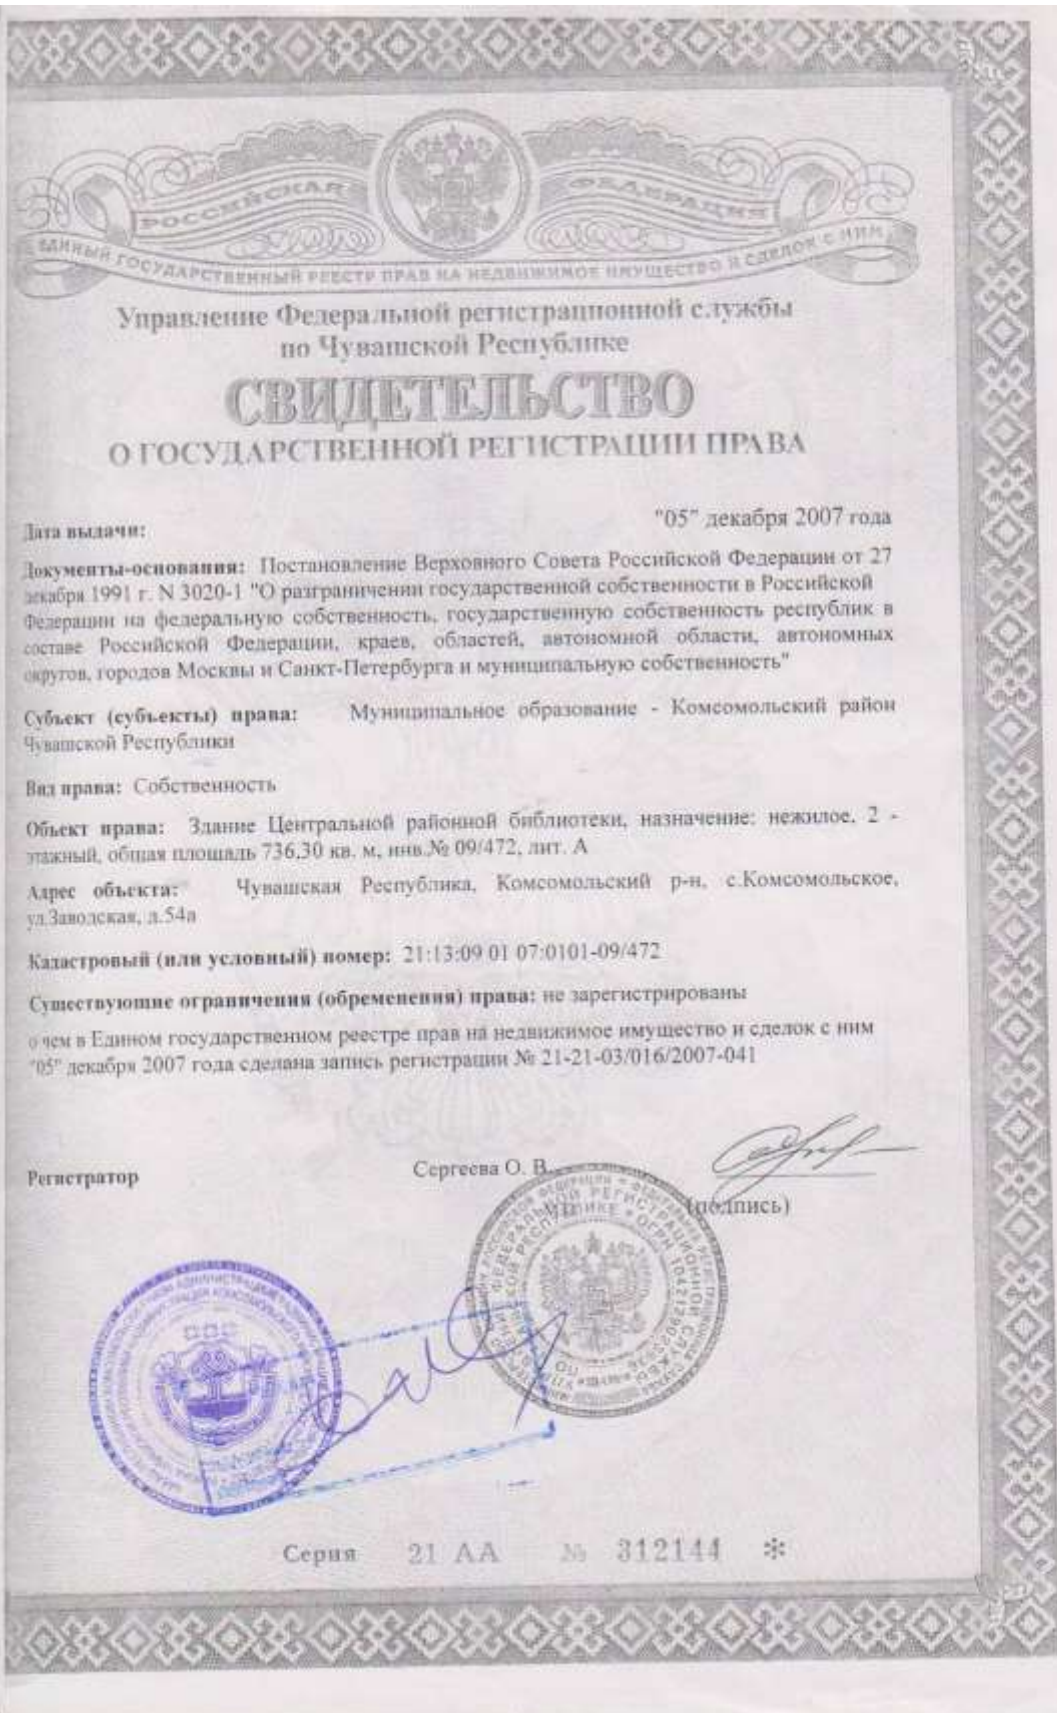 РОССИЙСКАЯ ФЕДЕРАЦИЯ
ЕДИНЫЙ ГОСУДАРСТВЕННЫЙ РЕЕСТР ПРАВ НА НЕДВИЖИМОЕ ИМУЩЕСТВО И СДЕЛОК С НИМ
Управление Федеральной регистрационной службы
по Чувашской Республике
СВИДЕТЕЛЬСТВО
О ГОСУДАРСТВЕННОЙ РЕГИСТРАЦИИ ПРАВА
Дата выдачи: "05" декабря 2007 года
Документы-основания: Постановление Верховного Совета Российской Федерации от 27
декабря 1991 г. N 3020-1 "О разграничении государственной собственности в Российской
Федерации на федеральную собственность, государственную собственность республик в
составе Российской Федерации, краев, областей, автономной области, автономных
округов, городов Москвы и Санкт-Петербурга и муниципальную собственность"
Субъект (субъекты) права: Муниципальное образование - Комсомольский район
Чувашской Республики
Вид права: Собственность
Объект права: Здание Центральной районной библиотеки, назначение: нежилое, 2 -
этажный, общая площадь 736,30 кв. м, инв.№ 09/472, лит. А
Адрес объекта: Чувашская Республика, Комсомольский р-н, с.Комсомольское,
ул.Заводская, д.54а
Кадастровый (или условный) номер: 21:13:09 01 07:0101-09/472
Существующие ограничения (обременения) права: не зарегистрированы
о чем в Едином государственном реестре прав на недвижимое имущество и сделок с ним
"05" декабря 2007 года сделана запись регистрации № 21-21-03/016/2007-041
Регистратор Сергеева О. В.
(подпись)
Серия 21 АА № 312144 *